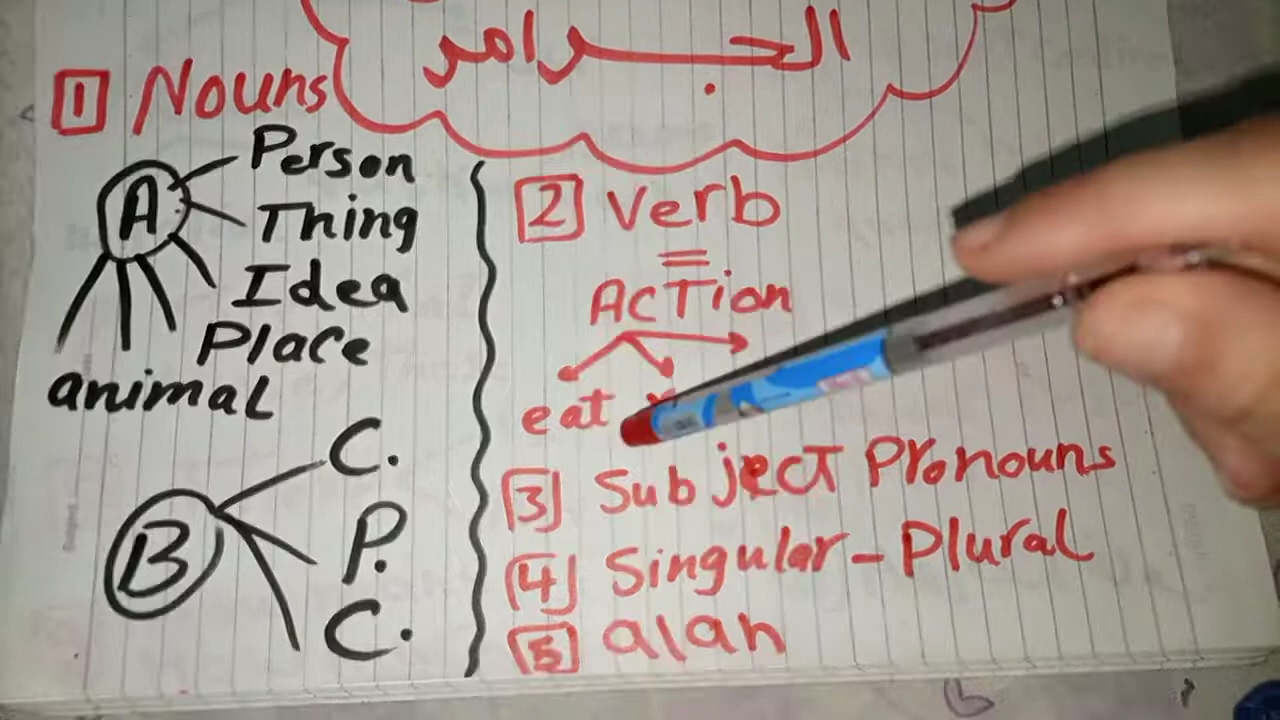 الجرامر
1 Nouns
A
Person
Thing
Idea
Place
animal
B
C.
P.
C.
2 Verb
=
Action
eat
3 Subject Pronouns
4 Singular - Plural
5 a/an